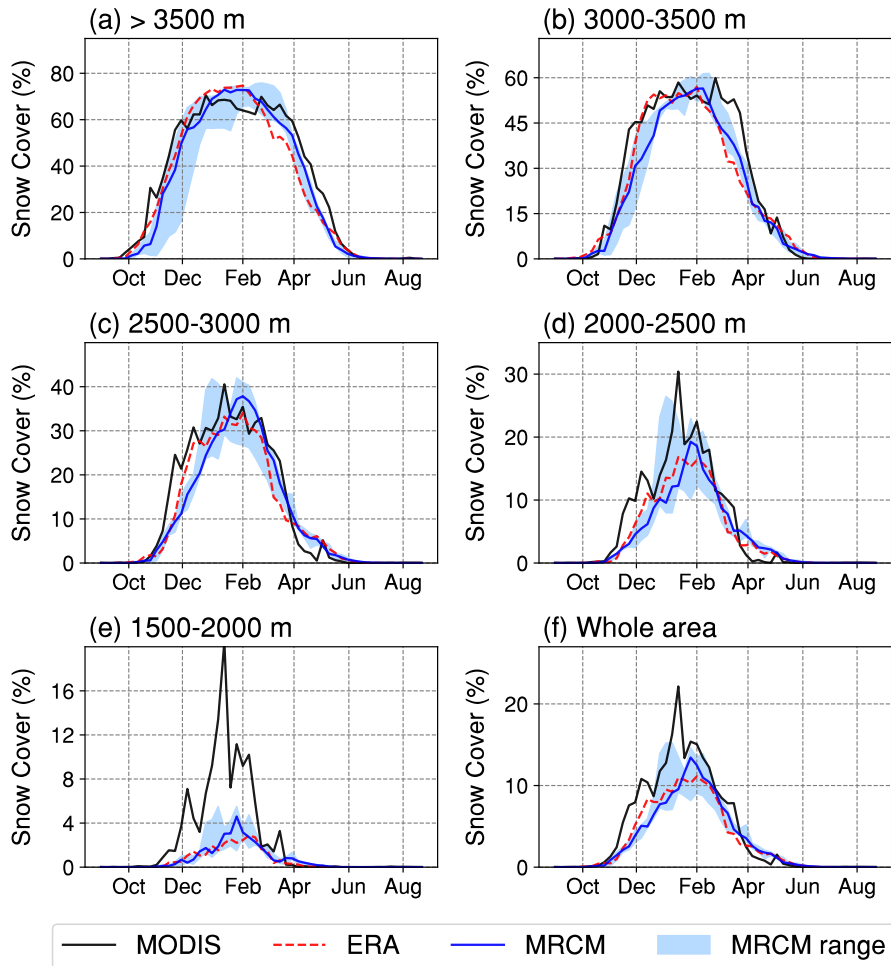 (a) > 3500 m
(b) 3000-3500 m
Snow Cover (%)
80
60
40
20
0
Oct Dec Feb Apr Jun Aug
Snow Cover (%)
60
45
30
15
0
Oct Dec Feb Apr Jun Aug
(c) 2500-3000 m
(d) 2000-2500 m
Snow Cover (%)
40
30
20
10
0
Oct Dec Feb Apr Jun Aug
Snow Cover (%)
30
20
10
0
Oct Dec Feb Apr Jun Aug
(e) 1500-2000 m
(f) Whole area
Snow Cover (%)
16
12
8
4
0
Oct Dec Feb Apr Jun Aug
Snow Cover (%)
20
10
0
Oct Dec Feb Apr Jun Aug
MODIS ERA MRCM MRCM range